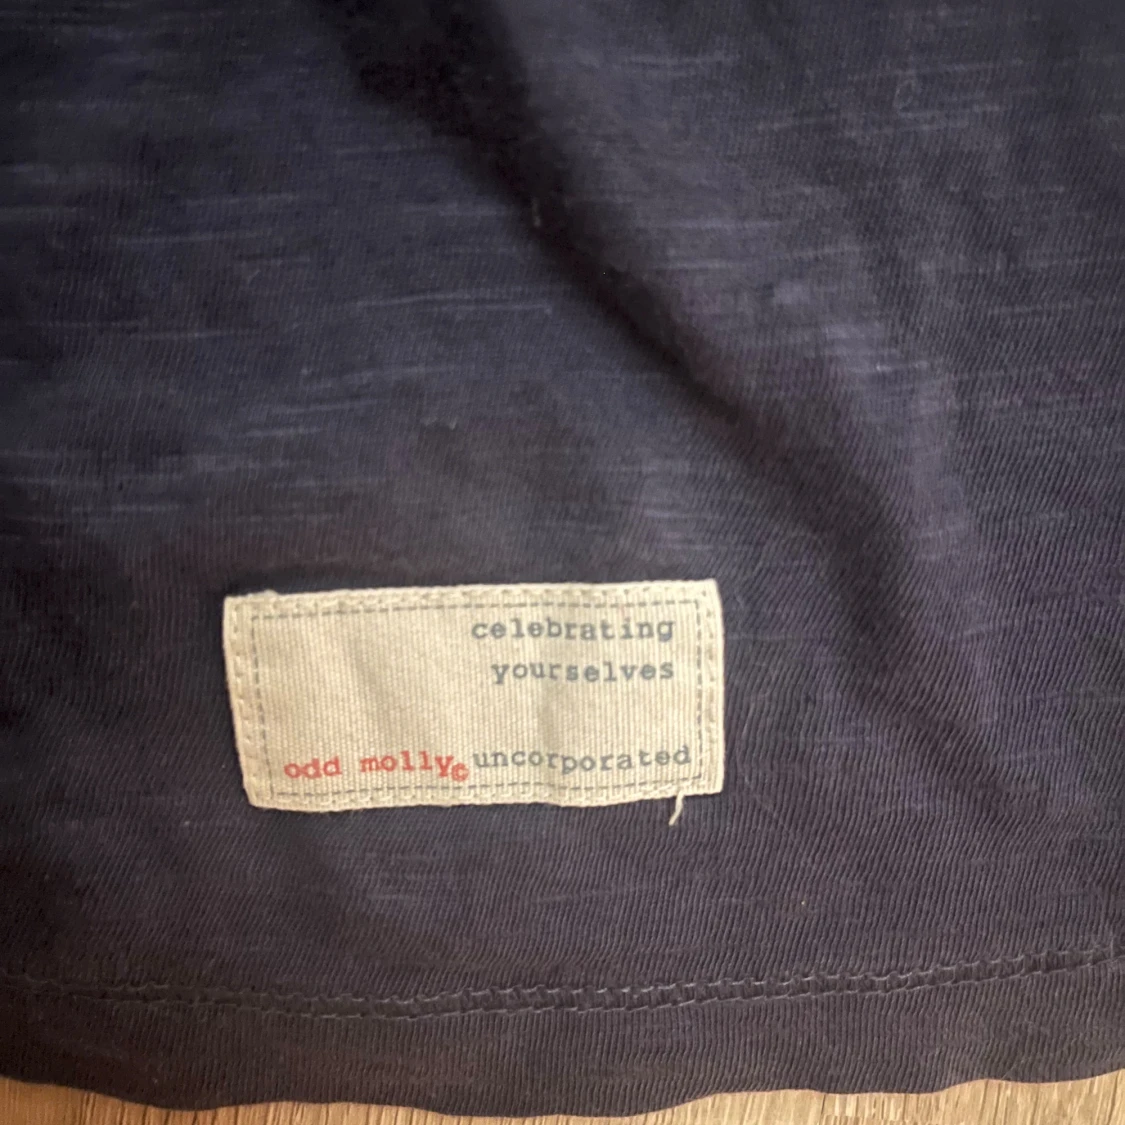 celebrating
yourselves
odd molly© uncorporated